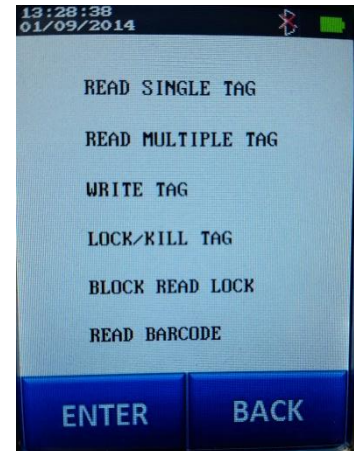 13:28:38
01/09/2014
READ SINGLE TAG
READ MULTIPLE TAG
WRITE TAG
LOCK/KILL TAG
BLOCK READ LOCK
READ BARCODE
ENTER BACK